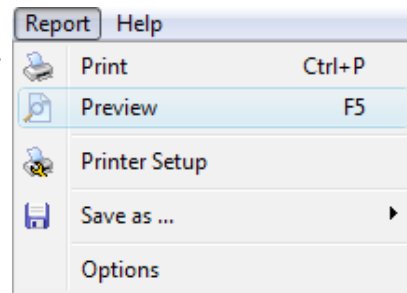 Report Help
Print Ctrl+P
Preview F5
Printer Setup
Save as ...
Options